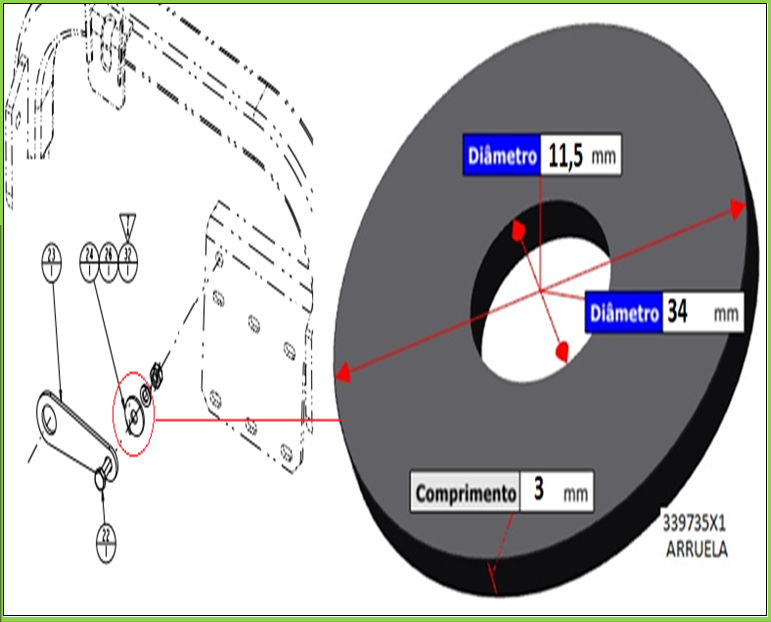 Diâmetro 11,5 mm
23
1
24
1
26
1
32
1
Diâmetro 34 mm
Comprimento 3 mm
339735X1
ARRUELA
22
1